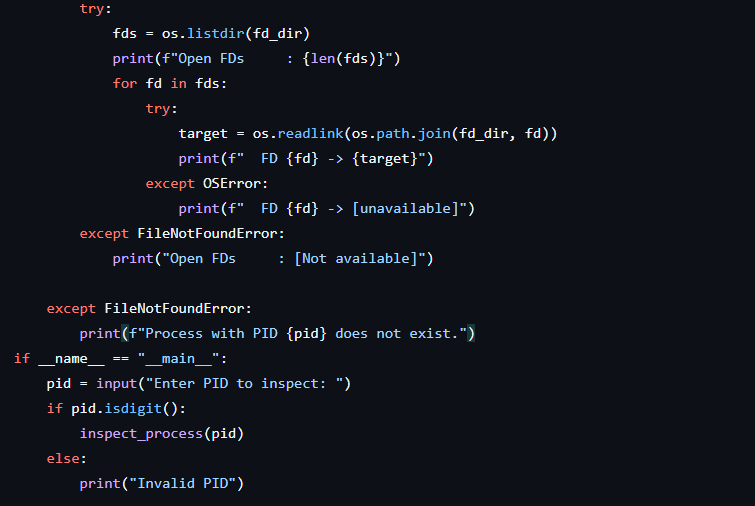 try:
            fds = os.listdir(fd_dir)
            print(f"Open FDs     : {len(fds)}")
            for fd in fds:
                try:
                    target = os.readlink(os.path.join(fd_dir, fd))
                    print(f"  FD {fd} -> {target}")
                except OSError:
                    print(f"  FD {fd} -> [unavailable]")
        except FileNotFoundError:
            print("Open FDs     : [Not available]")

    except FileNotFoundError:
        print(f"Process with PID {pid} does not exist.")
if __name__ == "__main__":
    pid = input("Enter PID to inspect: ")
    if pid.isdigit():
        inspect_process(pid)
    else:
        print("Invalid PID")